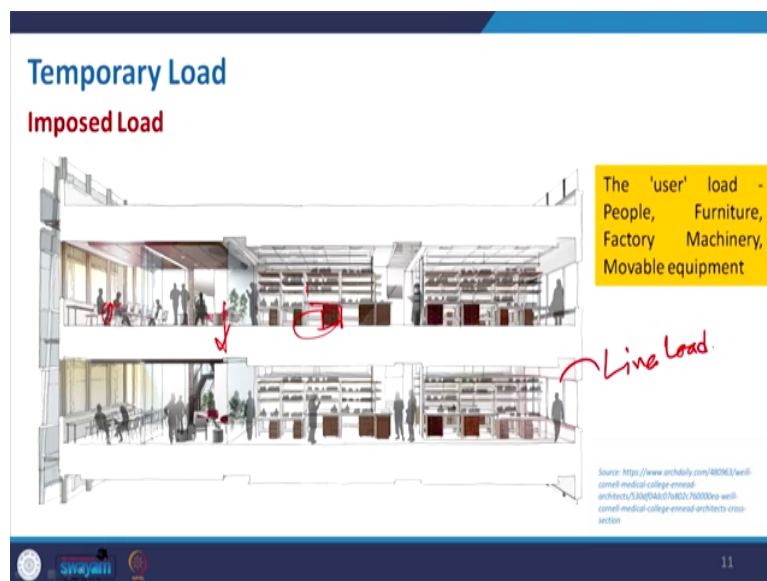 Temporary Load
Imposed Load
The 'user' load -
People, Furniture,
Factory Machinery,
Movable equipment
Line Load.
Source: https://www.archdaily.com/480963/weill-
cornell-medical-college-ennead-
architects/530df04dc07a802c760000ea-weill-
cornell-medical-college-ennead-architects-cross-
section
swayam
11